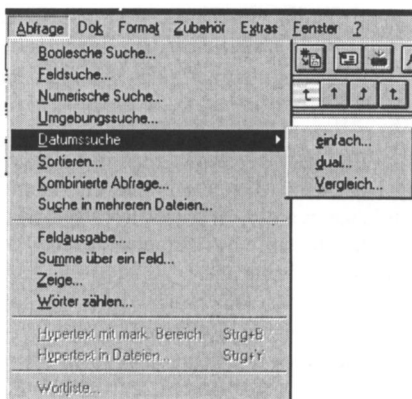 Abfrage Dok Format Zubehör Extras Fenster ?
Boolesche Suche...
Feldsuche...
Numerische Suche...
Umgebungssuche...
Datumssuche
einfach...
dual...
Vergleich...
Sortieren...
Kombinierte Abfrage...
Suche in mehreren Dateien...
Feldausgabe...
Summe über ein Feld...
Zeige...
Wörter zählen...
Hypertext mit mark. Bereich Strg+B
Hypertext in Dateien... Strg+Y
Wortliste...